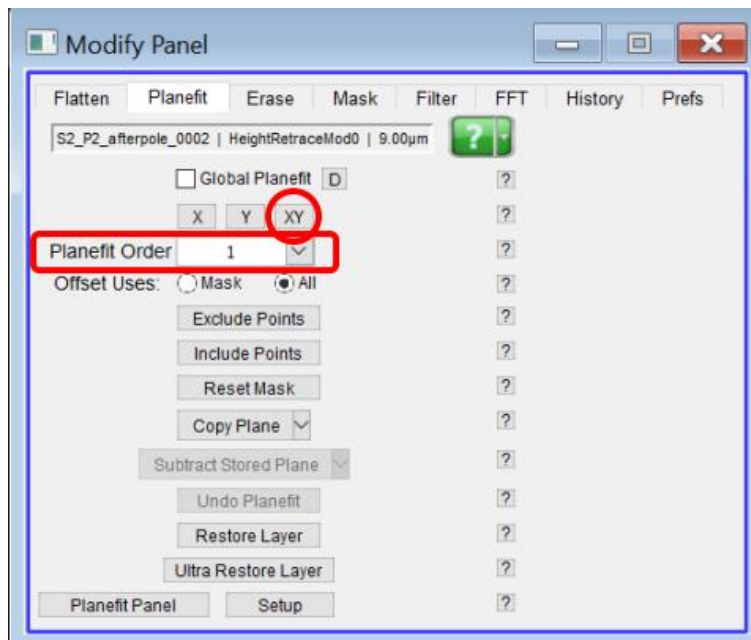 Modify Panel
Flatten Planefit Erase Mask Filter FFT History Prefs
S2_P2_afterpole_0002 | HeightRetraceMod0 | 9.00µm ?
Global Planefit D ?
X Y XY ?
Planefit Order 1 ?
Offset Uses: Mask All ?
Exclude Points ?
Include Points ?
Reset Mask ?
Copy Plane ?
Subtract Stored Plane ?
Undo Planefit ?
Restore Layer ?
Ultra Restore Layer ?
Planefit Panel Setup ?